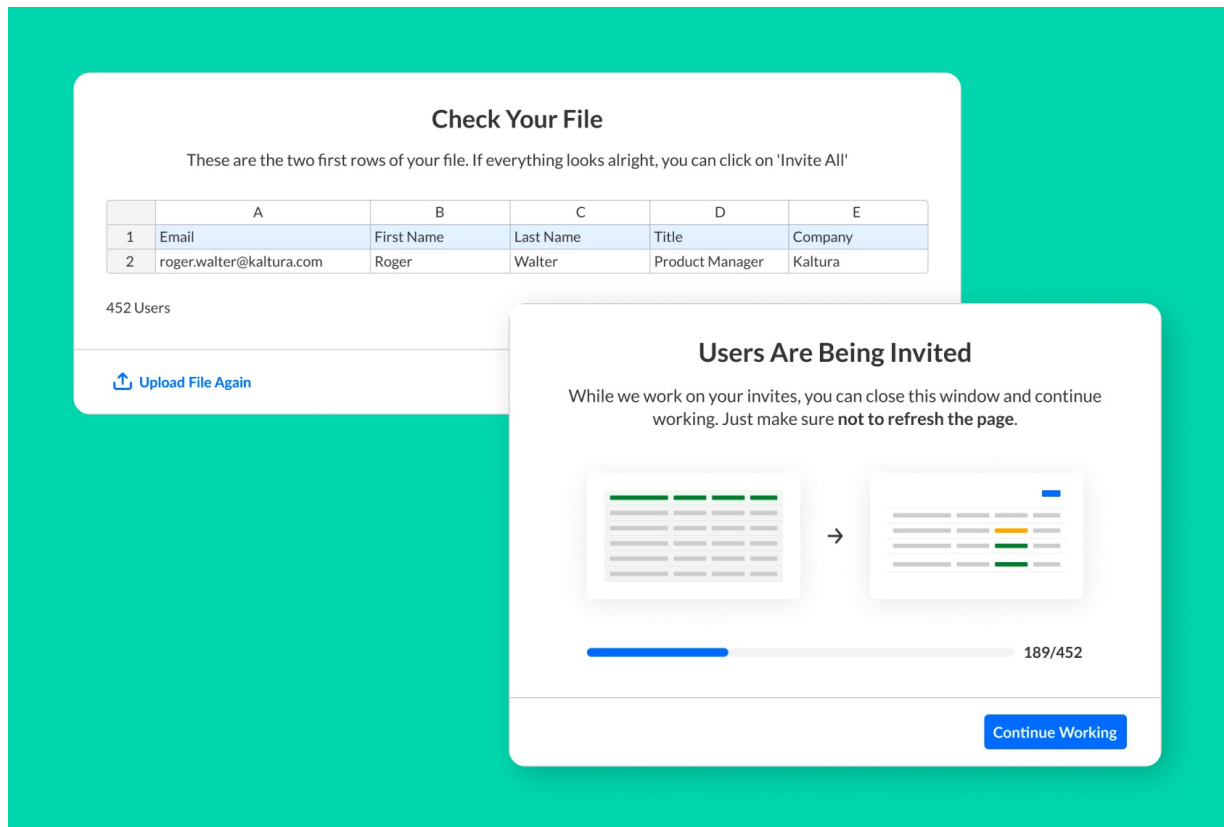 Check Your File
These are the two first rows of your file. If everything looks alright, you can click on 'Invite All'
A B C D E
1 Email First Name Last Name Title Company
2 roger.walter@kaltura.com Roger Walter Product Manager Kaltura
452 Users
Upload File Again
Users Are Being Invited
While we work on your invites, you can close this window and continue
working. Just make sure not to refresh the page.
189/452
Continue Working